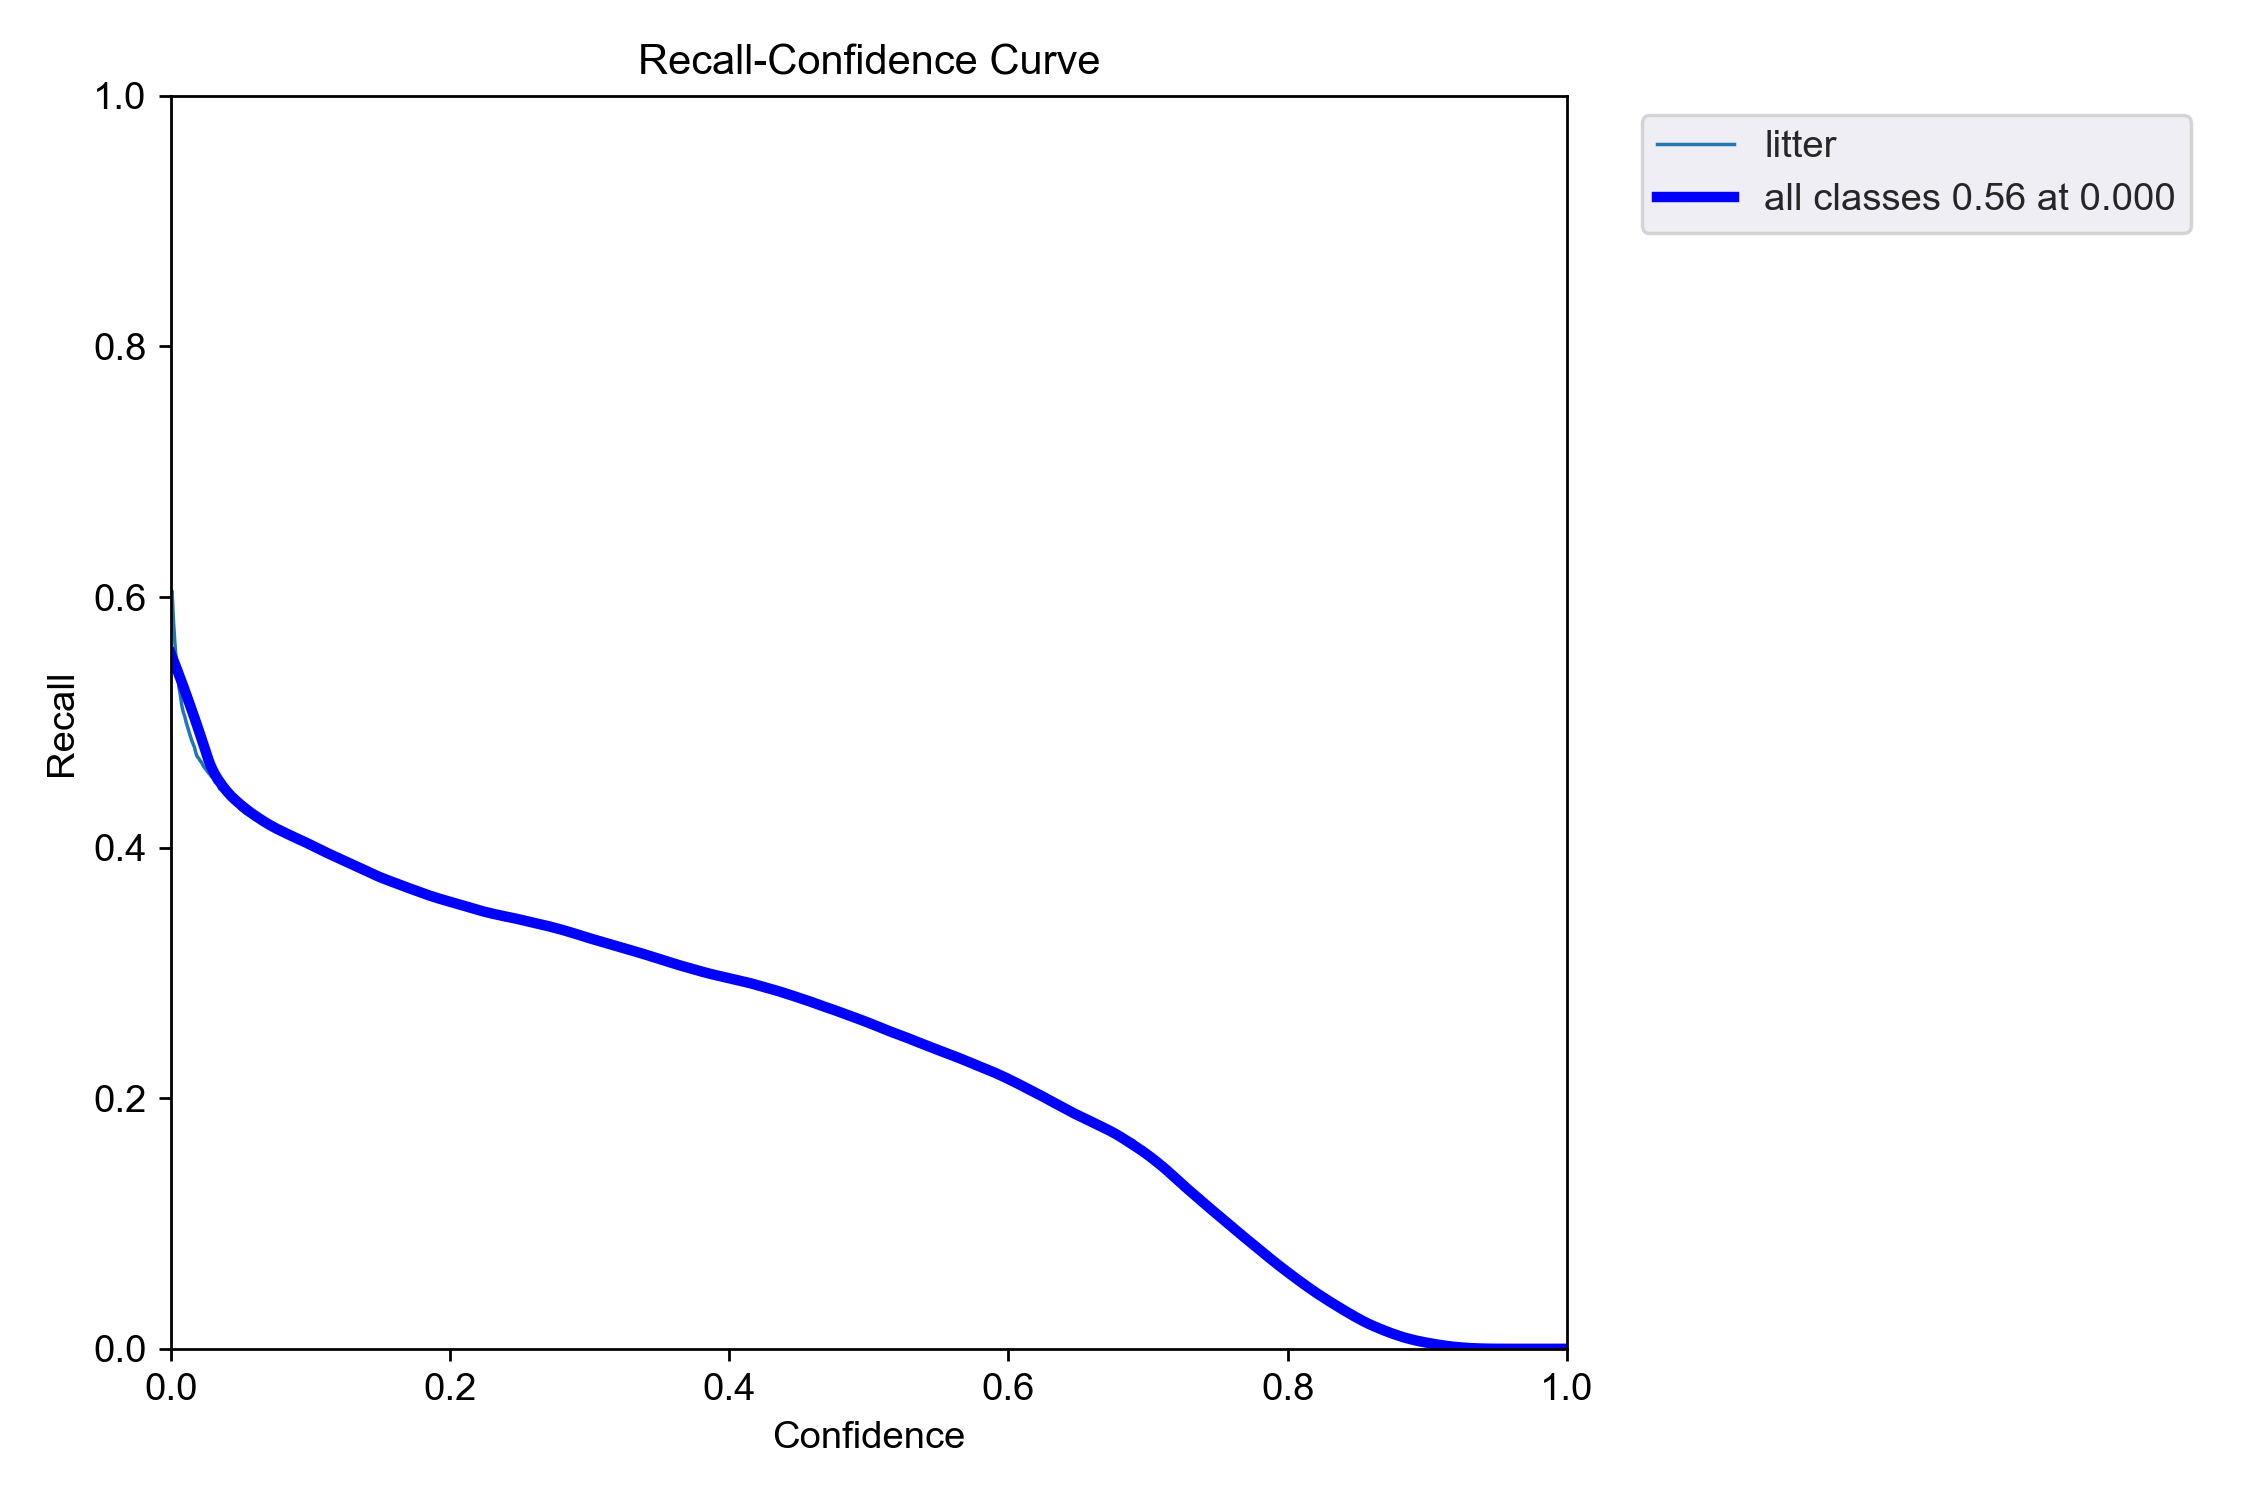 Recall-Confidence Curve
1.0
0.8
0.6
0.4
0.2
0.0
Recall
0.0 0.2 0.4 0.6 0.8 1.0
Confidence
litter
all classes 0.56 at 0.000